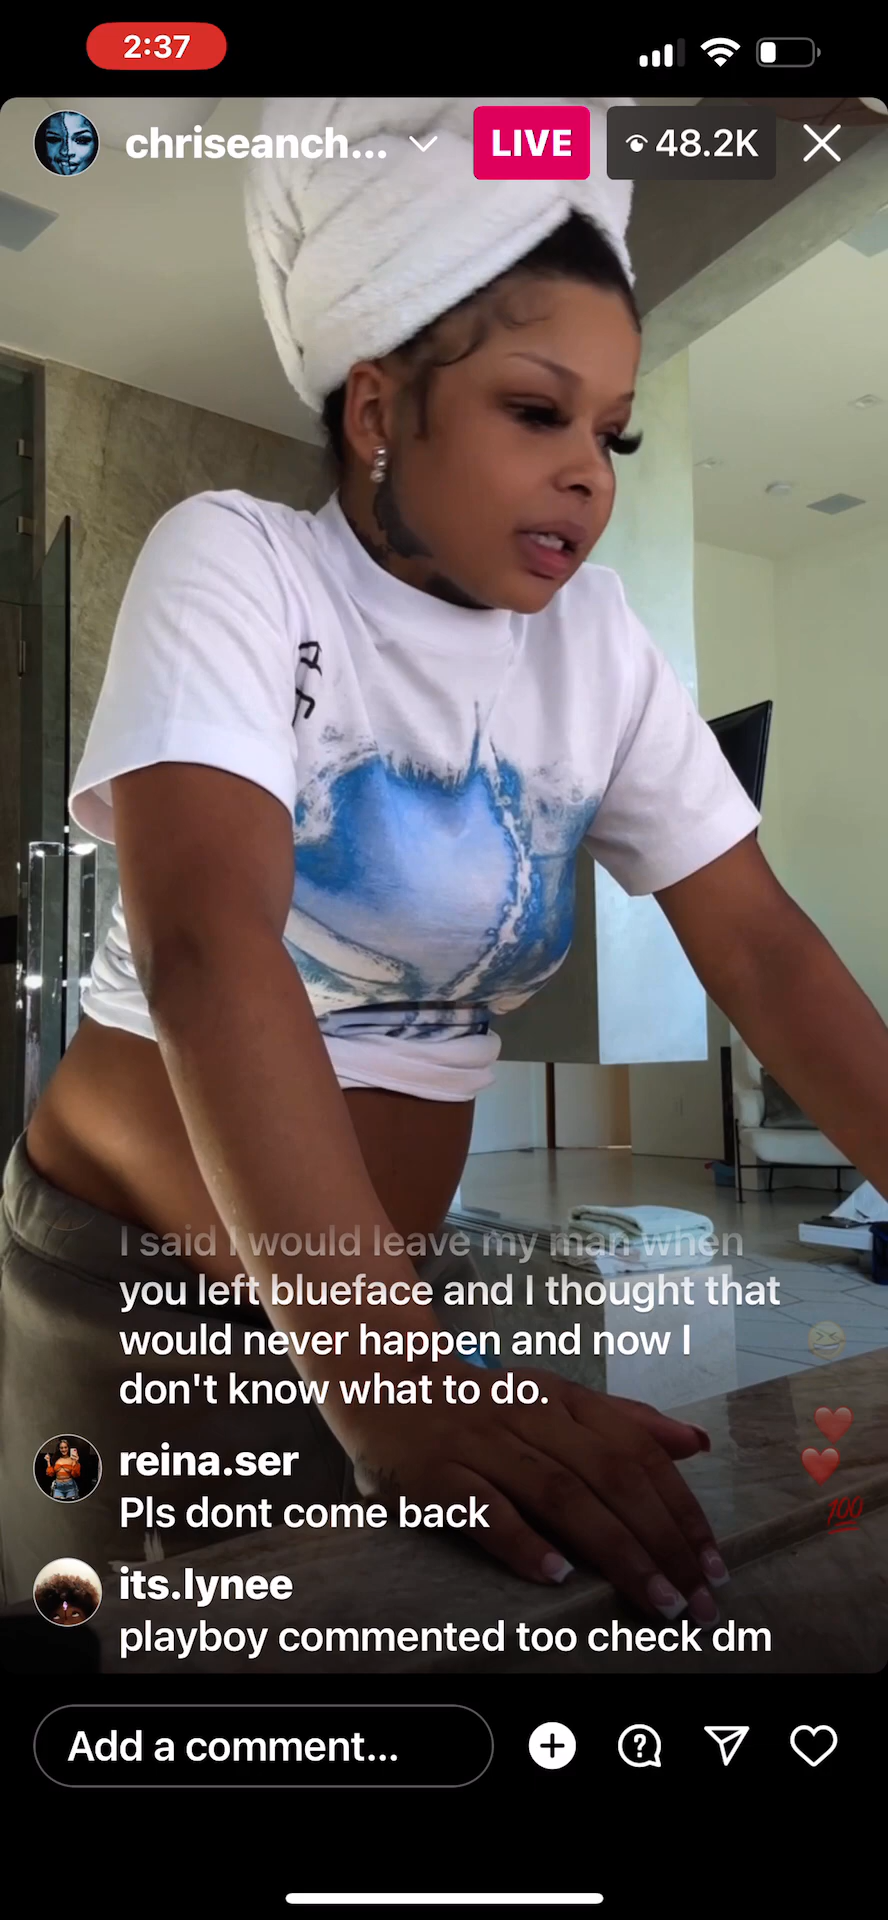 2:37
chriseanch...
LIVE
48.2K
I said I would leave my man when
you left blueface and I thought that
would never happen and now I
don't know what to do.
reina.ser
Pls dont come back
100
its.lynee
playboy commented too check dm
Add a comment...